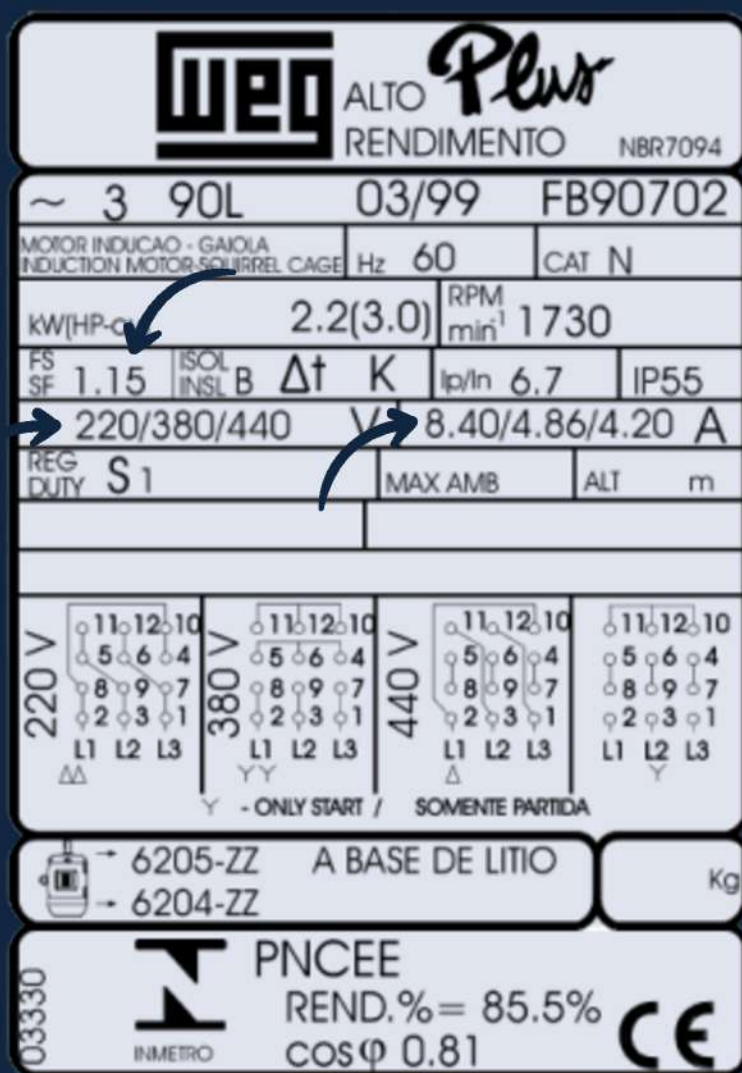 WEG ALTO Plus
RENDIMENTO NBR7094
~ 3 90L 03/99 FB90702
MOTOR INDUCAO - GAIOLA
INDUCTION MOTOR-SQUIRREL CAGE Hz 60 CAT N
kW(HP-c 2.2(3.0) RPM
min-1 1730
FS
SF 1.15 ISOL
INSL B Δt K Ip/In 6.7 IP55
220/380/440 V 8.40/4.86/4.20 A
REG
DUTY S1 MAX AMB ALT m
220 V 380 V 440 V
11 12 10 11 12 10 11 12 10 11 12 10
5 6 4 5 6 4 5 6 4 5 6 4
8 9 7 8 9 7 8 9 7 8 9 7
2 3 1 2 3 1 2 3 1 2 3 1
L1 L2 L3 L1 L2 L3 L1 L2 L3 L1 L2 L3
ΔΔ YY Δ Y
Y - ONLY START / SOMENTE PARTIDA
6205-ZZ A BASE DE LITIO
6204-ZZ Kg
03330
PNCEE
REND.%= 85.5%
INMETRO cosφ 0.81 CE